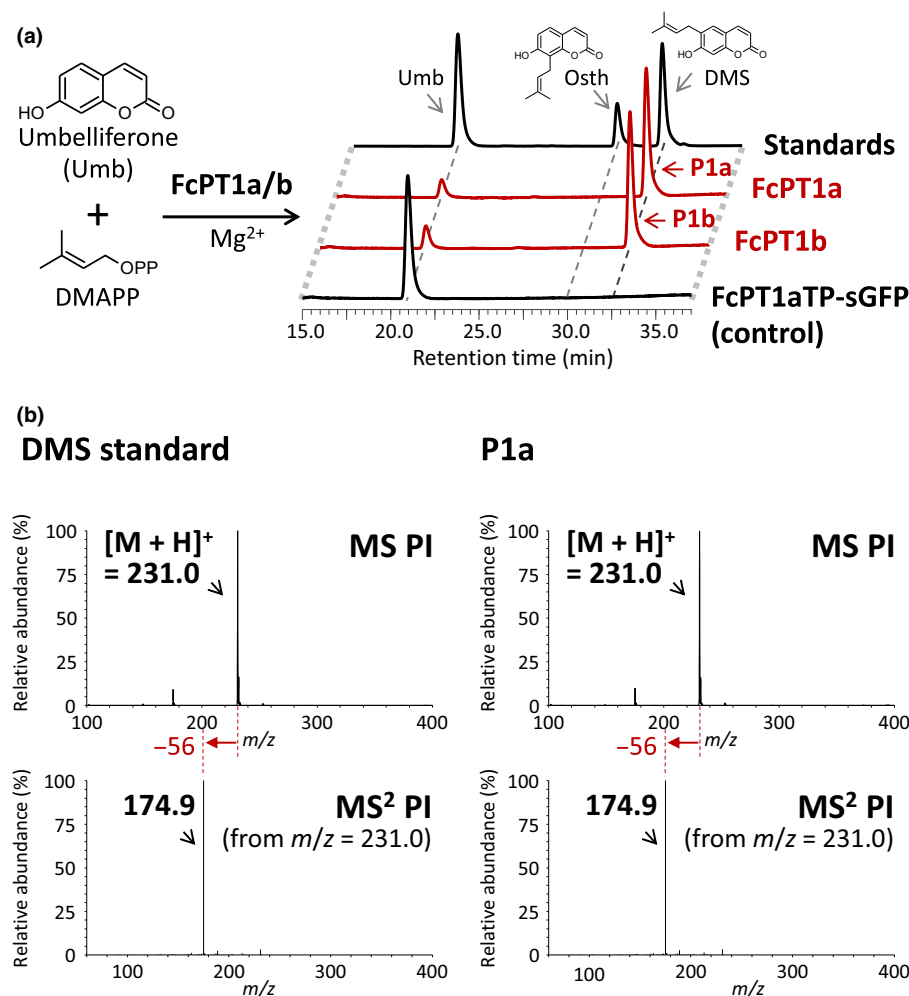 (a)
HO
O
O
Umbelliferone
(Umb)
+
OPP
DMAPP
FcPT1a/b
Mg²⁺
Umb
HO
O
O
Osth
HO
O
O
DMS
Standards
P1a
FcPT1a
P1b
FcPT1b
FcPT1aTP-sGFP
(control)
15.0 20.0 25.0 30.0 35.0
Retention time (min)
(b)
DMS standard
Relative abundance (%)
100
75
50
25
0
[M + H]⁺
= 231.0
MS PI
100 200 300 400
–56
m/z
Relative abundance (%)
100
75
50
25
0
174.9
MS² PI
(from m/z = 231.0)
100 200 300 400
m/z
P1a
Relative abundance (%)
100
75
50
25
0
[M + H]⁺
= 231.0
MS PI
100 200 300 400
–56
m/z
Relative abundance (%)
100
75
50
25
0
174.9
MS² PI
(from m/z = 231.0)
100 200 300 400
m/z